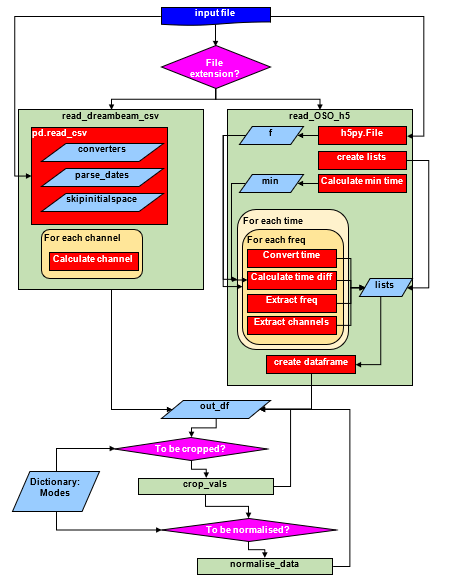 input file
File
extension?
read_dreambeam_csv
pd.read_csv
converters
parse_dates
skipinitialspace
For each channel
Calculate channel
read_OSO_h5
f
h5py.File
create lists
min
Calculate min time
For each time
For each freq
Convert time
Calculate time diff
Extract freq
Extract channels
lists
create dataframe
out_df
To be cropped?
Dictionary:
Modes
crop_vals
To be normalised?
normalise_data